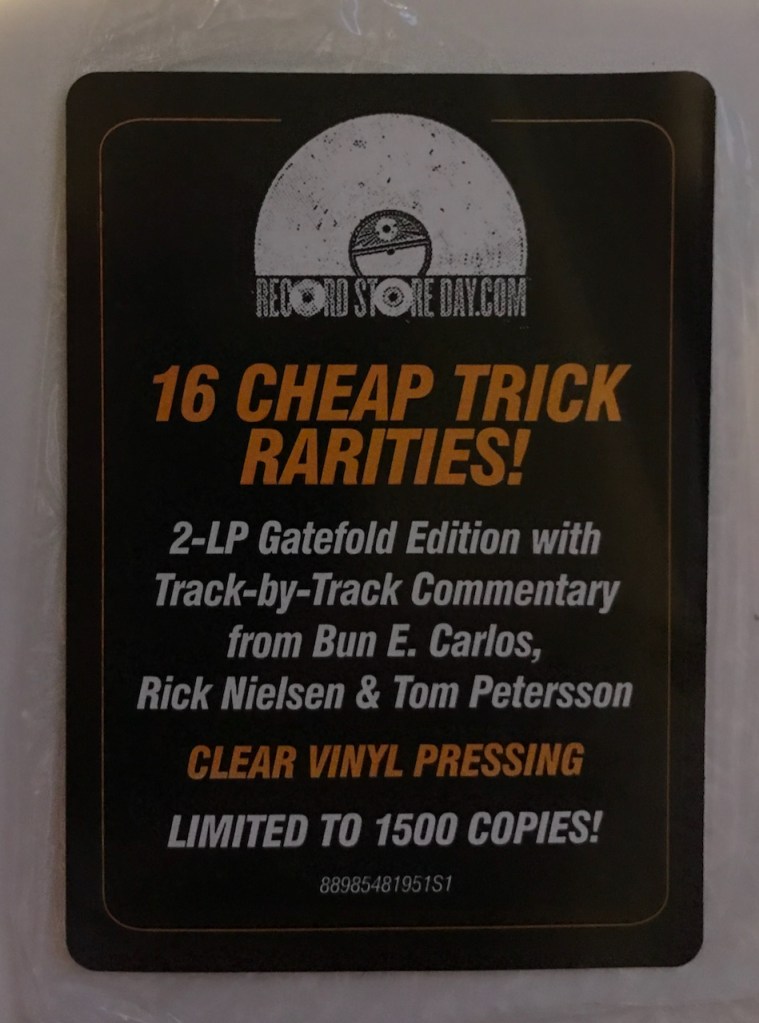 RECORD STORE DAY.COM
16 CHEAP TRICK
RARITIES!
2-LP Gatefold Edition with
Track-by-Track Commentary
from Bun E. Carlos,
Rick Nielsen & Tom Petersson
CLEAR VINYL PRESSING
LIMITED TO 1500 COPIES!
88985481951S1